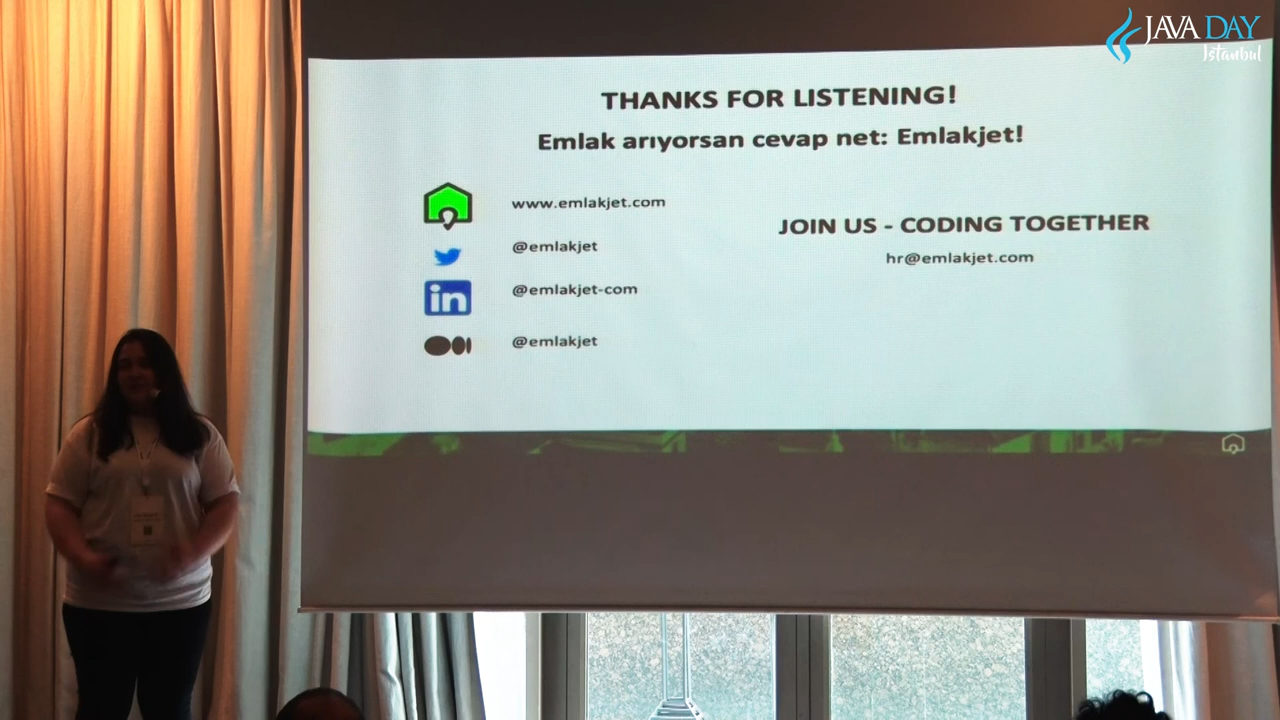 JAVA DAY
Istanbul
THANKS FOR LISTENING!
Emlak arıyorsan cevap net: Emlakjet!
www.emlakjet.com
@emlakjet
JOIN US - CODING TOGETHER
hr@emlakjet.com
in
@emlakjet-com
@emlakjet